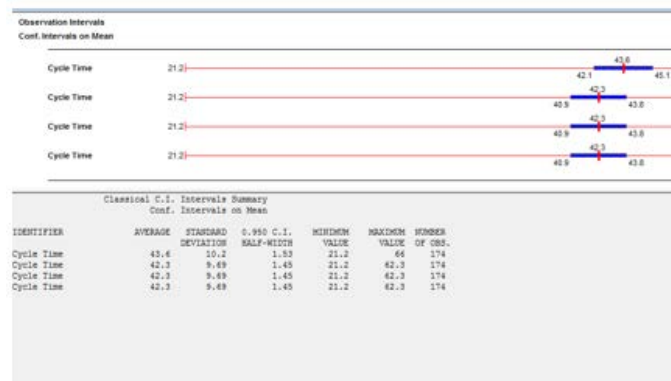 Observation Intervals
Conf. Intervals on Mean
Cycle Time 21.2 43.6
42.1 45.1
Cycle Time 21.2 42.3
40.9 43.8
Cycle Time 21.2 42.3
40.9 43.8
Cycle Time 21.2 42.3
40.9 43.8
Classical C.I. Intervals Summary
Conf. Intervals on Mean
IDENTIFIER AVERAGE STANDARD 0.950 C.I. MINIMUM MAXIMUM NUMBER
DEVIATION HALF-WIDTH VALUE VALUE OF OBS.
Cycle Time 43.6 10.2 1.53 21.2 66 174
Cycle Time 42.3 9.69 1.45 21.2 62.3 174
Cycle Time 42.3 9.69 1.45 21.2 62.3 174
Cycle Time 42.3 9.69 1.45 21.2 62.3 174